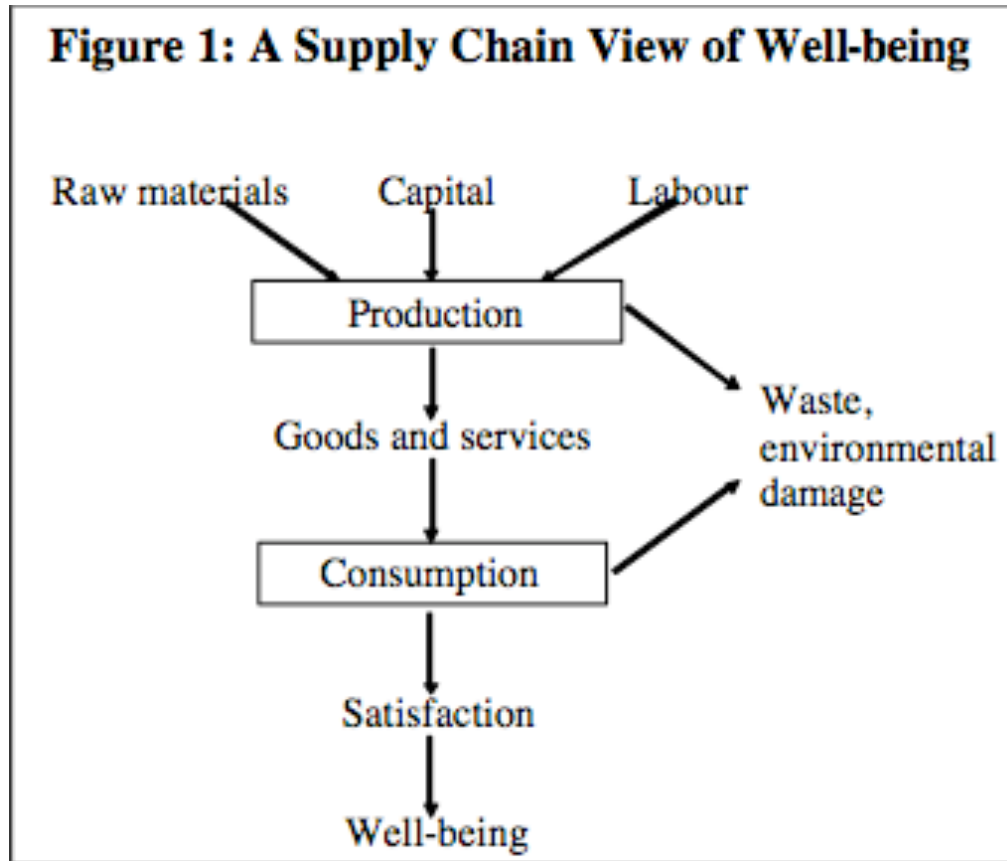 Figure 1: A Supply Chain View of Well-being
Raw materials Capital Labour
Production
Waste,
environmental
damage
Goods and services
Consumption
Satisfaction
Well-being